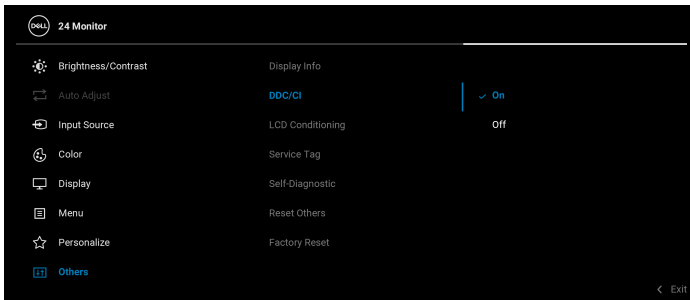 DELL 24 Monitor
Brightness/Contrast Display Info
Auto Adjust DDC/CI On
Input Source LCD Conditioning Off
Color Service Tag
Display Self-Diagnostic
Menu Reset Others
Personalize Factory Reset
Others
Exit